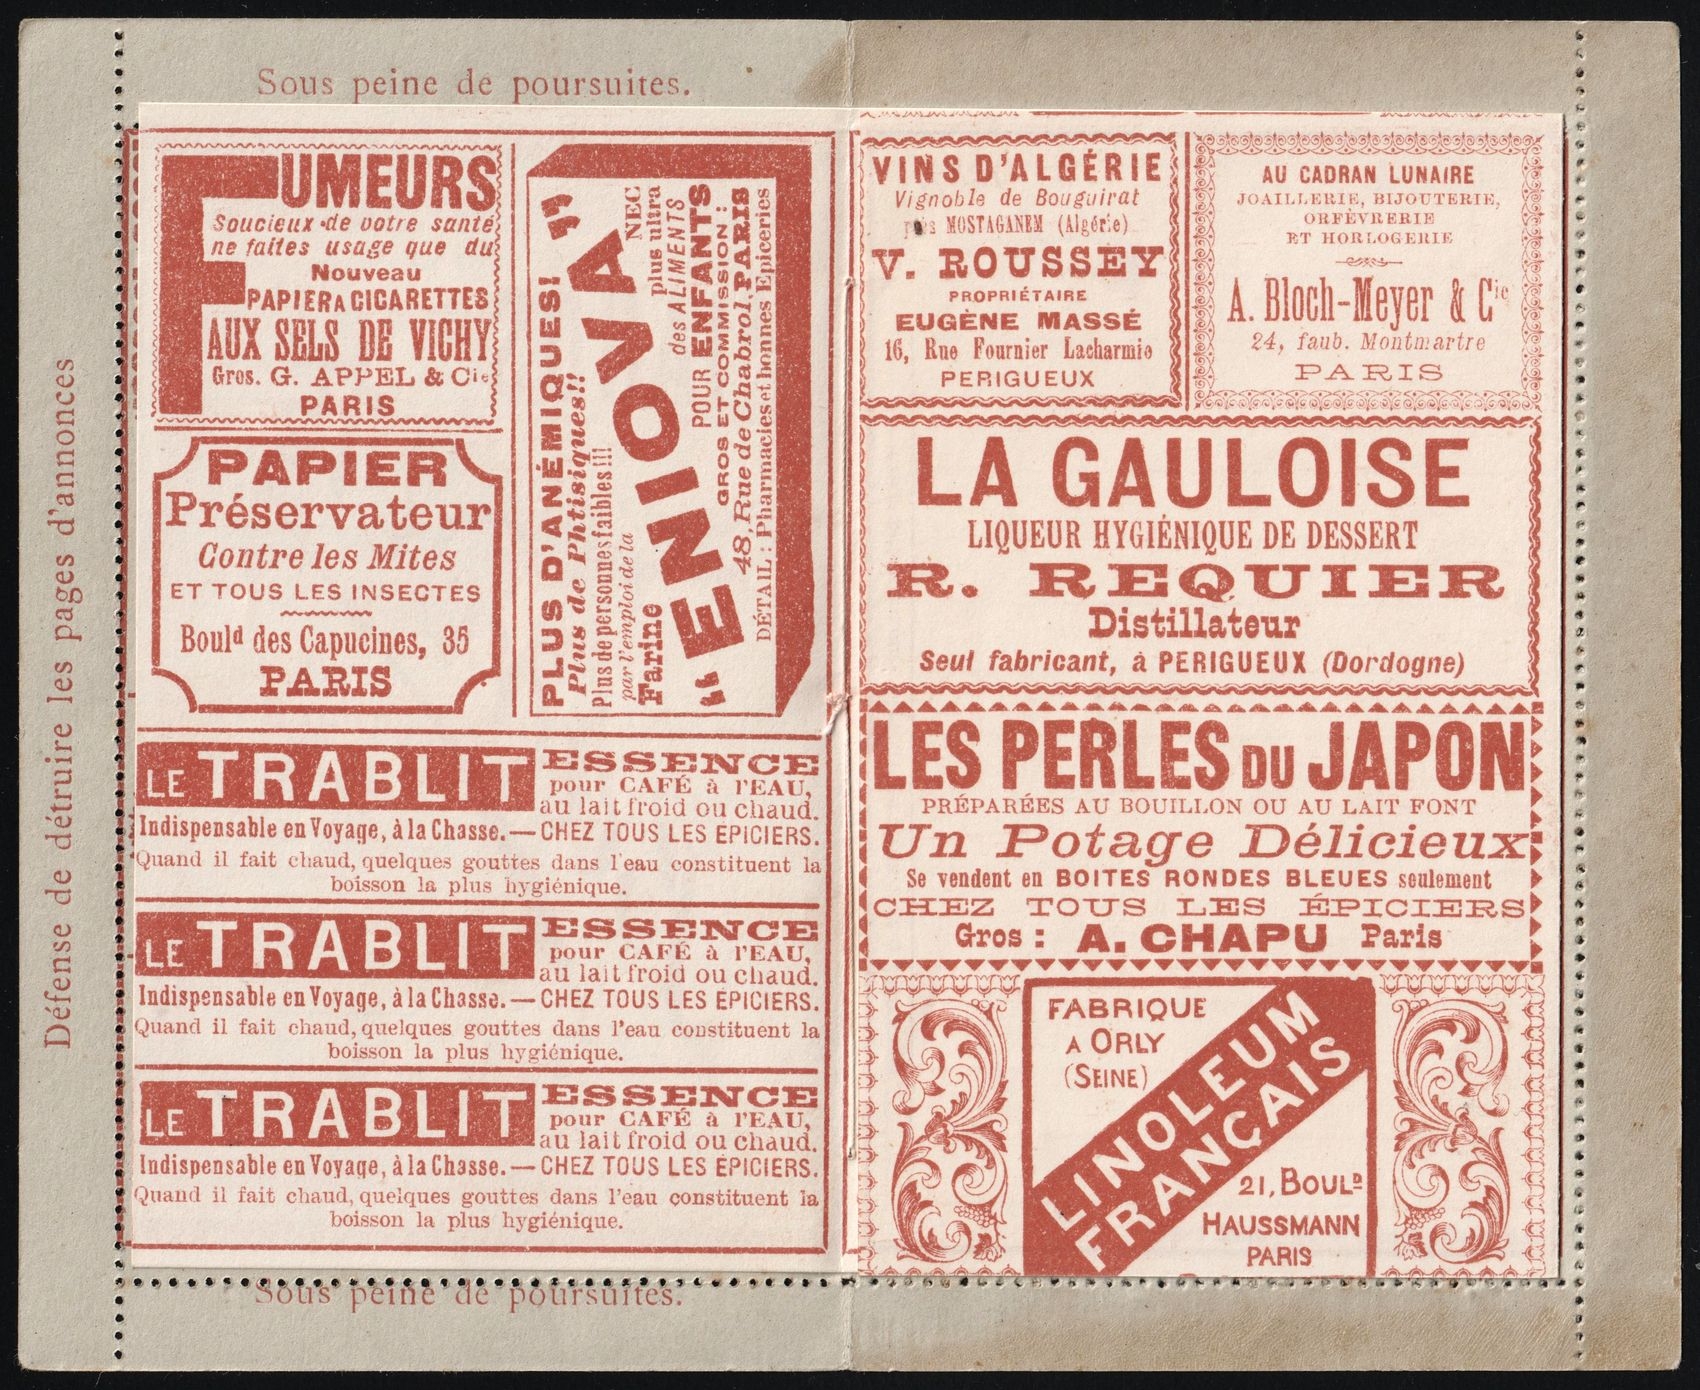 Sous peine de poursuites.
Défense de détruire les pages d'annonces
FUMEURS
Soucieux de votre santé
ne faites usage que du
Nouveau
PAPIER A CIGARETTES
AUX SELS DE VICHY
Gros. G. APPEL & Cie
PARIS
PAPIER
Préservateur
Contre les Mites
ET TOUS LES INSECTES
Bould des Capucines, 35
PARIS
PLUS D'ANÉMIQUES!
Plus de Phtisiques!!
Plus de personnes faibles!!!
par l'emploi de la
Farine
"ENIOVA"
NEC
plus ultra
des ALIMENTS
POUR ENFANTS
GROS ET COMMISSION :
48, Rue de Chabrol, PARIS
DÉTAIL : Pharmacies et bonnes Epiceries
LE TRABLIT ESSENCE
pour CAFÉ à l'EAU,
au lait froid ou chaud.
Indispensable en Voyage, à la Chasse. — CHEZ TOUS LES ÉPICIERS.
Quand il fait chaud, quelques gouttes dans l'eau constituent la
boisson la plus hygiénique.
LE TRABLIT ESSENCE
pour CAFÉ à l'EAU,
au lait froid ou chaud.
Indispensable en Voyage, à la Chasse. — CHEZ TOUS LES ÉPICIERS.
Quand il fait chaud, quelques gouttes dans l'eau constituent la
boisson la plus hygiénique.
LE TRABLIT ESSENCE
pour CAFÉ à l'EAU,
au lait froid ou chaud.
Indispensable en Voyage, à la Chasse. — CHEZ TOUS LES ÉPICIERS.
Quand il fait chaud, quelques gouttes dans l'eau constituent la
boisson la plus hygiénique.
Sous peine de poursuites.
VINS D'ALGÉRIE
Vignoble de Bouguirat
près MOSTAGANEM (Algérie)
V. ROUSSEY
PROPRIÉTAIRE
EUGÈNE MASSÉ
16, Rue Fournier Lacharmie
PERIGUEUX
AU CADRAN LUNAIRE
JOAILLERIE, BIJOUTERIE,
ORFÈVRERIE
ET HORLOGERIE
A. Bloch-Meyer & Cie
24, faub. Montmartre
PARIS
LA GAULOISE
LIQUEUR HYGIÉNIQUE DE DESSERT
R. REQUIER
Distillateur
Seul fabricant, à PERIGUEUX (Dordogne)
LES PERLES DU JAPON
PRÉPARÉES AU BOUILLON OU AU LAIT FONT
Un Potage Délicieux
Se vendent en BOITES RONDES BLEUES seulement
CHEZ TOUS LES ÉPICIERS
Gros : A. CHAPU Paris
FABRIQUE
A ORLY
(SEINE)
LINOLEUM
FRANÇAIS
21, BOULD
HAUSSMANN
PARIS